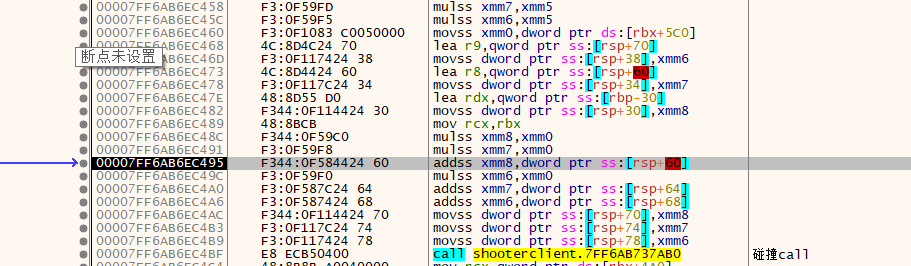 00007FF6AB6EC458 F3:0F59FD mulss xmm7,xmm5
00007FF6AB6EC45C F3:0F59F5 mulss xmm6,xmm5
00007FF6AB6EC460 F3:0F1083 C0050000 movss xmm0,dword ptr ds:[rbx+5C0]
00007FF6AB6EC468 4C:8D4C24 70 lea r9,qword ptr ss:[rsp+70]
断点未设置 EC46D F3:0F117424 38 movss dword ptr ss:[rsp+38],xmm6
EC473 4C:8D4424 60 lea r8,qword ptr ss:[rsp+60]
00007FF6AB6EC478 F3:0F117C24 34 movss dword ptr ss:[rsp+34],xmm7
00007FF6AB6EC47E 48:8D55 D0 lea rdx,qword ptr ss:[rbp-30]
00007FF6AB6EC482 F344:0F114424 30 movss dword ptr ss:[rsp+30],xmm8
00007FF6AB6EC489 48:8BCB mov rcx,rbx
00007FF6AB6EC48C F344:0F59C0 mulss xmm8,xmm0
00007FF6AB6EC491 F3:0F59F8 mulss xmm7,xmm0
00007FF6AB6EC495 F344:0F584424 60 addss xmm8,dword ptr ss:[rsp+60]
00007FF6AB6EC49C F3:0F59F0 mulss xmm6,xmm0
00007FF6AB6EC4A0 F3:0F587C24 64 addss xmm7,dword ptr ss:[rsp+64]
00007FF6AB6EC4A6 F3:0F587424 68 addss xmm6,dword ptr ss:[rsp+68]
00007FF6AB6EC4AC F344:0F114424 70 movss dword ptr ss:[rsp+70],xmm8
00007FF6AB6EC4B3 F3:0F117C24 74 movss dword ptr ss:[rsp+74],xmm7
00007FF6AB6EC4B9 F3:0F117424 78 movss dword ptr ss:[rsp+78],xmm6
00007FF6AB6EC4BF E8 ECB50400 call shooterclient.7FF6AB737AB0 碰撞call